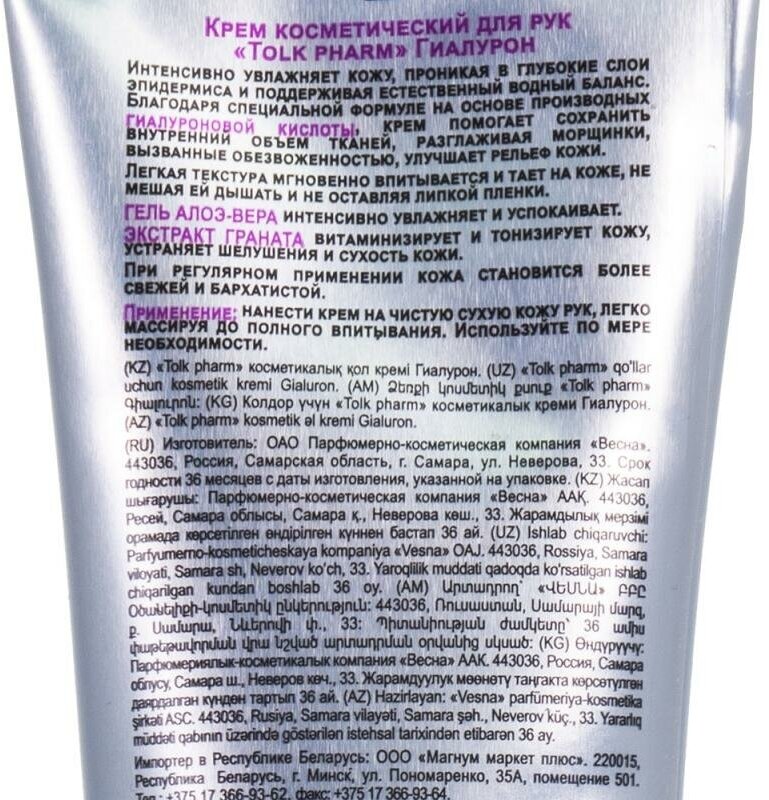 Крем косметический для рук
«Tolk pharm» Гиалурон
Интенсивно увлажняет кожу, проникая в глубокие слои
эпидермиса и поддерживая естественный водный баланс.
Благодаря специальной формуле на основе производных
гиалуроновой кислоты, крем помогает сохранить
внутренний объем тканей, разглаживая морщинки,
вызванные обезвоженностью, улучшает рельеф кожи.
Легкая текстура мгновенно впитывается и тает на коже, не
мешая ей дышать и не оставляя липкой пленки.
Гель алоэ-вера интенсивно увлажняет и успокаивает.
Экстракт граната витаминизирует и тонизирует кожу,
устраняет шелушения и сухость кожи.
При регулярном применении кожа становится более
свежей и бархатистой.
Применение: нанести крем на чистую сухую кожу рук, легко
массируя до полного впитывания. Используйте по мере
необходимости.
(KZ) «Tolk pharm» косметикалық қол кремі Гиалурон. (UZ) «Tolk pharm» qo'llar
uchun kosmetik kremi Gialuron. (AM) Ձեռքի կոսմետիկ քսուք «Tolk pharm»
Գիալուրոն: (KG) Колдор үчүн «Tolk pharm» косметикалык креми Гиалурон.
(AZ) «Tolk pharm» kosmetik əl kremi Gialuron.
(RU) Изготовитель: ОАО Парфюмерно-косметическая компания «Весна».
443036, Россия, Самарская область, г. Самара, ул. Неверова, 33. Срок
годности 36 месяцев с даты изготовления, указанной на упаковке. (KZ) Жасап
шығарушы: Парфюмерно-косметическая компания «Весна» ААҚ. 443036,
Ресей, Самара облысы, Самара қ., Неверова көш., 33. Жарамдылық мерзімі
орамада көрсетілген өндірілген күннен бастап 36 ай. (UZ) Ishlab chiqaruvchi:
Parfyumerno-kosmeticheskaya kompaniya «Vesna» OAJ. 443036, Rossiya, Samara
viloyati, Samara sh, Neverov ko'ch, 33. Yaroqlilik muddati qadoqda ko'rsatilgan ishlab
chiqarilgan kundan boshlab 36 oy. (AM) Արտադրող՝ «ՎԵՍՆԱ» ԲԲԸ
Օծանելիքի-կոսմետիկ ընկերություն: 443036, Ռուսաստան, Սամարայի մարզ,
ք. Սամարա, Նևերովի փ., 33: Պիտանիության ժամկետը՝ 36 ամիս
փաթեթավորման վրա նշված արտադրման օրվանից սկսած: (KG) Өндүрүүчү:
Парфюмериялык-косметикалык компания «Весна» ААК. 443036, Россия, Самара
облусу, Самара ш., Неверов көч., 33. Жарамдуулук мөөнөтү таңгакта көрсөтүлгөн
даярдалган күндөн тартып 36 ай. (AZ) Hazirlayan: «Vesna» parfümeriya-kosmetika
şirkəti ASC. 443036, Rusiya, Samara vilayəti, Samara şəh., Neverov küç., 33. Yararlıq
müddəti qabının üzərində göstərilən istehsal tarixindən etibarən 36 ay.
Импортер в Республике Беларусь: ООО «Магнум маркет плюс». 220015,
Республика Беларусь, г. Минск, ул. Пономаренко, 35А, помещение 501.
Тел.: +375 17 366-93-62, факс: +375 17 366-93-64.